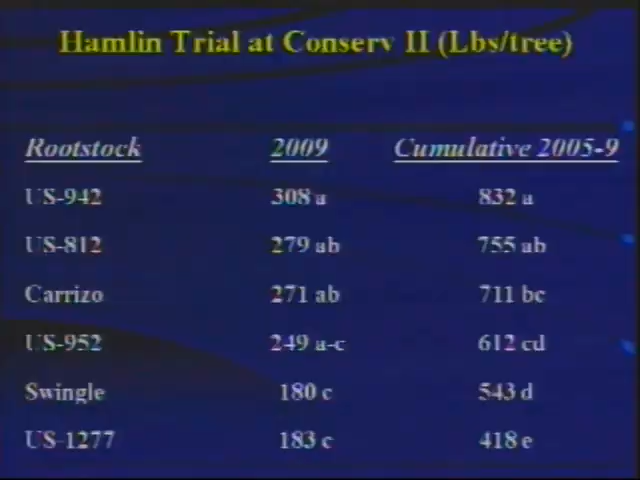 Hamlin Trial at Conserv II (Lbs/tree)
Rootstock 2009 Cumulative 2005-9
US-942 308 a 832 a
US-812 279 ab 755 ab
Carrizo 271 ab 711 bc
US-952 249 a-c 612 cd
Swingle 180 c 543 d
US-1277 183 c 418 e